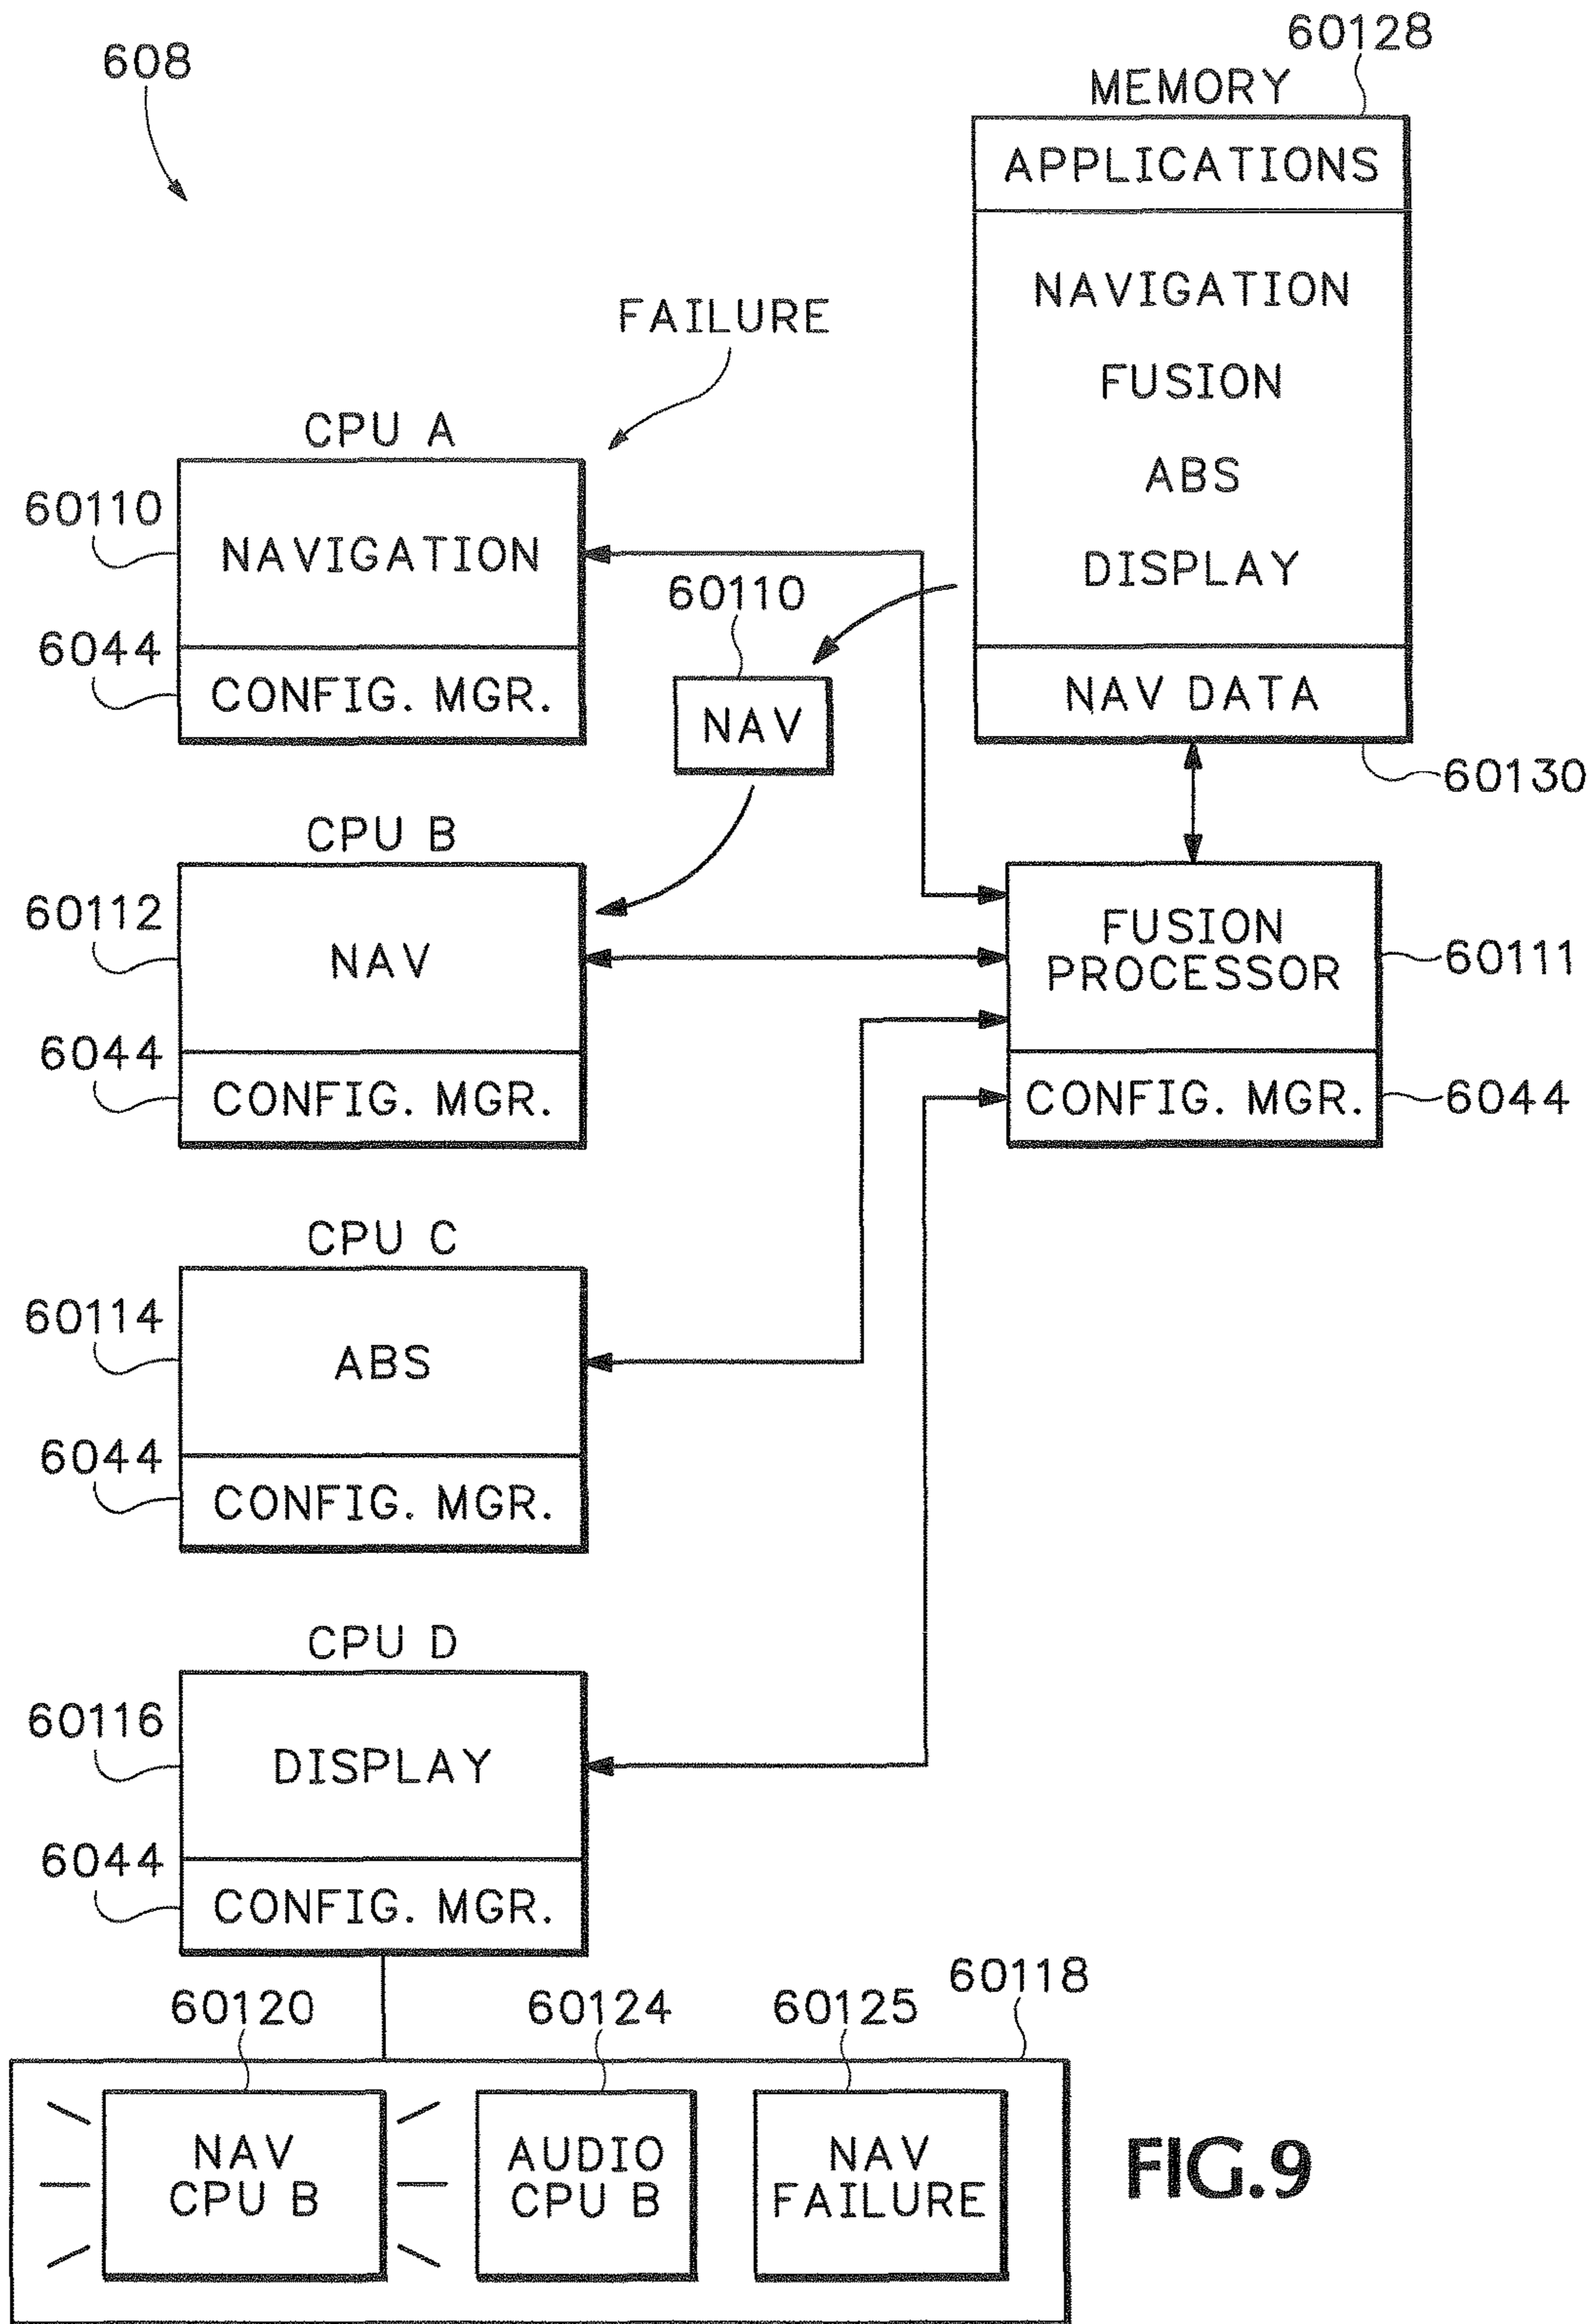 608
60128
MEMORY
APPLICATIONS
NAVIGATION
FUSION
ABS
DISPLAY
NAV DATA
60130
FAILURE
CPU A
60110
NAVIGATION
6044
CONFIG. MGR.
60110
NAV
CPU B
60112
NAV
6044
CONFIG. MGR.
FUSION
PROCESSOR
60111
CONFIG. MGR.
6044
CPU C
60114
ABS
6044
CONFIG. MGR.
CPU D
60116
DISPLAY
6044
CONFIG. MGR.
60118
60120
60124
60125
NAV
CPU B
AUDIO
CPU B
NAV
FAILURE
FIG.9